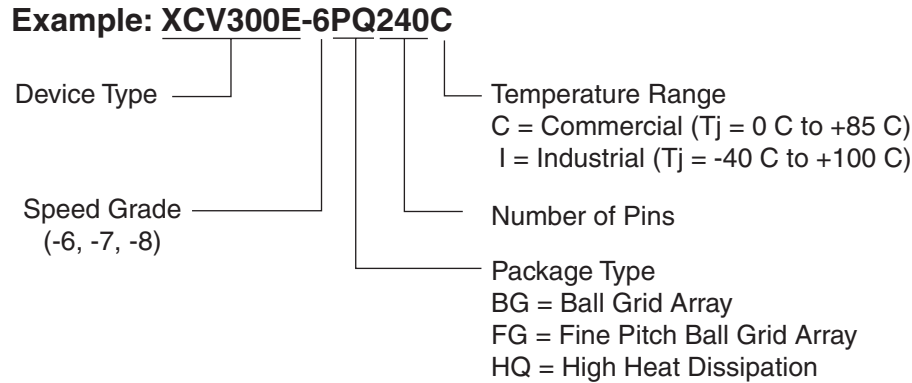 Example: XCV300E-6PQ240C
Device Type
Temperature Range
C = Commercial (Tj = 0 C to +85 C)
I = Industrial (Tj = -40 C to +100 C)
Speed Grade
(-6, -7, -8)
Number of Pins
Package Type
BG = Ball Grid Array
FG = Fine Pitch Ball Grid Array
HQ = High Heat Dissipation